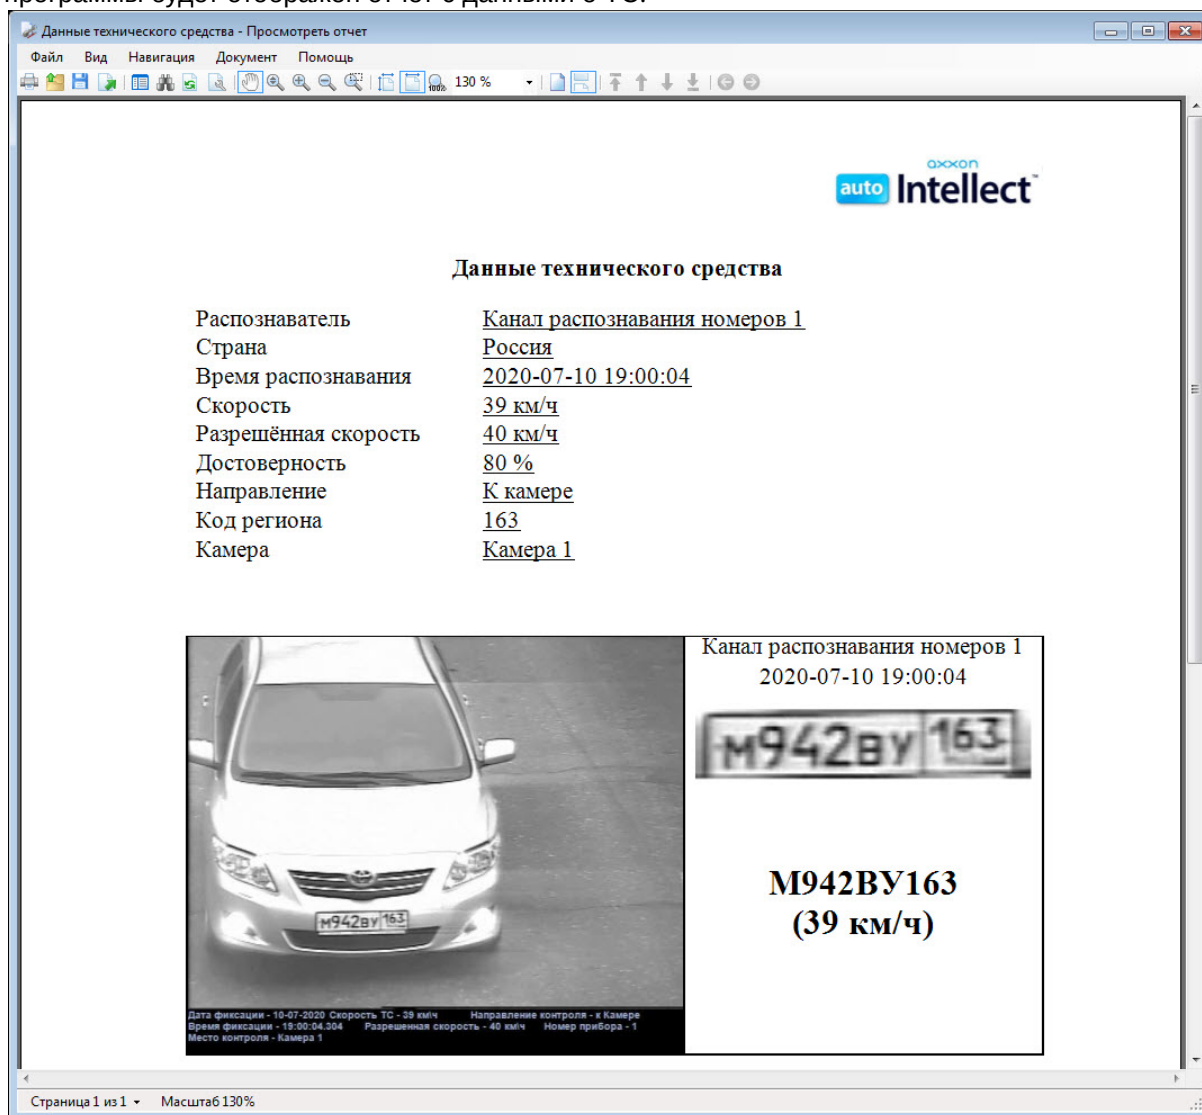 программы будет отображен отчет с данными о ТС.
Данные технического средства - Просмотреть отчет
Файл Вид Навигация Документ Помощь
100% 130 %
axxon
auto Intellect™
Данные технического средства
Распознаватель Канал распознавания номеров 1
Страна Россия
Время распознавания 2020-07-10 19:00:04
Скорость 39 км/ч
Разрешённая скорость 40 км/ч
Достоверность 80 %
Направление К камере
Код региона 163
Камера Камера 1
Канал распознавания номеров 1
2020-07-10 19:00:04
М942ВУ 163
М942ВУ163
(39 км/ч)
М942ВУ 163
Дата фиксации - 10-07-2020 Скорость ТС - 39 км\ч Направление контроля - к Камере
Время фиксации - 19:00:04.304 Разрешенная скорость - 40 км\ч Номер прибора - 1
Место контроля - Камера 1
Страница 1 из 1 Масштаб 130%